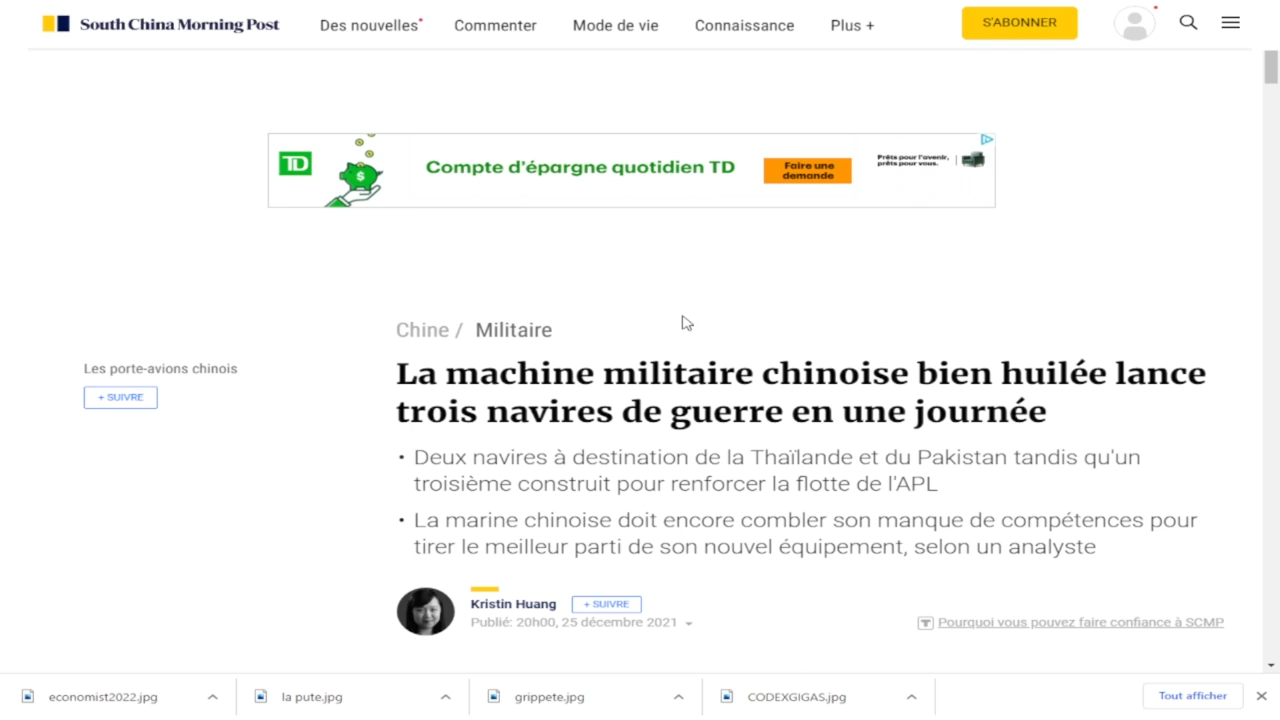 South China Morning Post
Des nouvelles
Commenter
Mode de vie
Connaissance
Plus +
S'ABONNER
TD
Compte d'épargne quotidien TD
Faire une
demande
Prêts pour l'avenir,
prêts pour vous.
Chine / Militaire
Les porte-avions chinois
+ SUIVRE
La machine militaire chinoise bien huilée lance
trois navires de guerre en une journée
• Deux navires à destination de la Thaïlande et du Pakistan tandis qu'un
troisième construit pour renforcer la flotte de l'APL
• La marine chinoise doit encore combler son manque de compétences pour
tirer le meilleur parti de son nouvel équipement, selon un analyste
Kristin Huang
+ SUIVRE
Publié: 20h00, 25 décembre 2021
Pourquoi vous pouvez faire confiance à SCMP
economist2022.jpg
la pute.jpg
grippete.jpg
CODEXGIGAS.jpg
Tout afficher